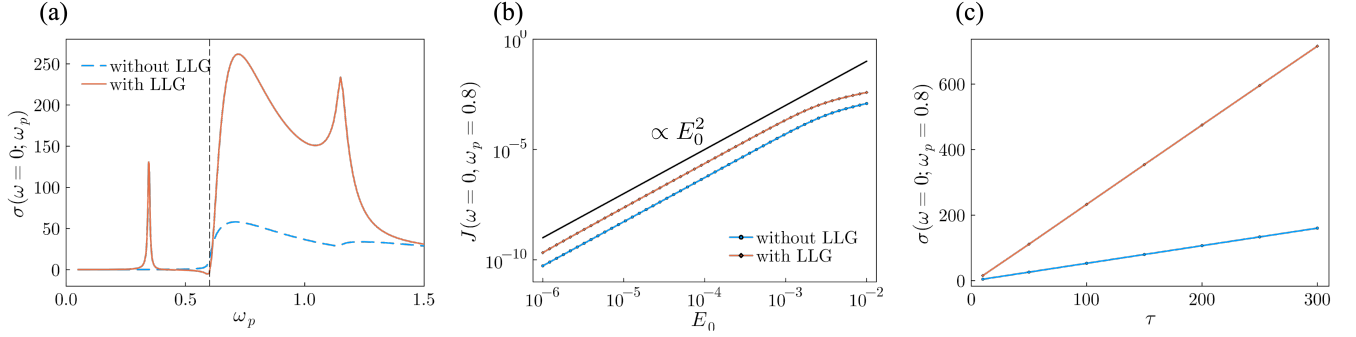 (a)
σ(ω = 0; ω_p)
250
200
150
100
50
0
without LLG
with LLG
0.0
0.5
1.0
1.5
ω_p
(b)
J(ω = 0, ω_p = 0.8)
10^0
10^−5
10^−10
∝ E_0^2
without LLG
with LLG
10^−6
10^−5
10^−4
10^−3
10^−2
E_0
(c)
σ(ω = 0; ω_p = 0.8)
600
400
200
0
0
100
200
300
τ